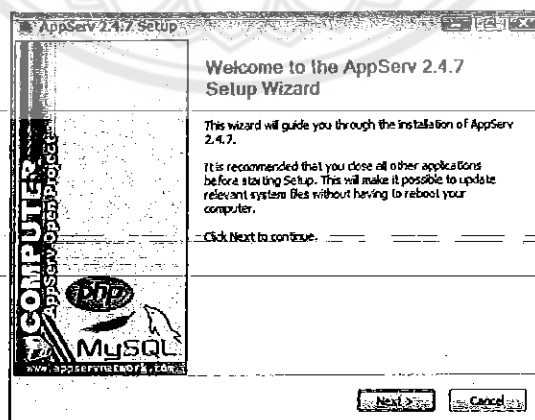 AppServ 2.4.7 Setup
Welcome to the AppServ 2.4.7
Setup Wizard
This wizard will guide you through the installation of AppServ
2.4.7.
It is recommended that you close all other applications
before starting Setup. This will make it possible to update
relevant system files without having to reboot your
computer.
Click Next to continue.
COMPUTER
AppServ Open Project
php
MySQL
www.appservnetwork.com
Next >
Cancel